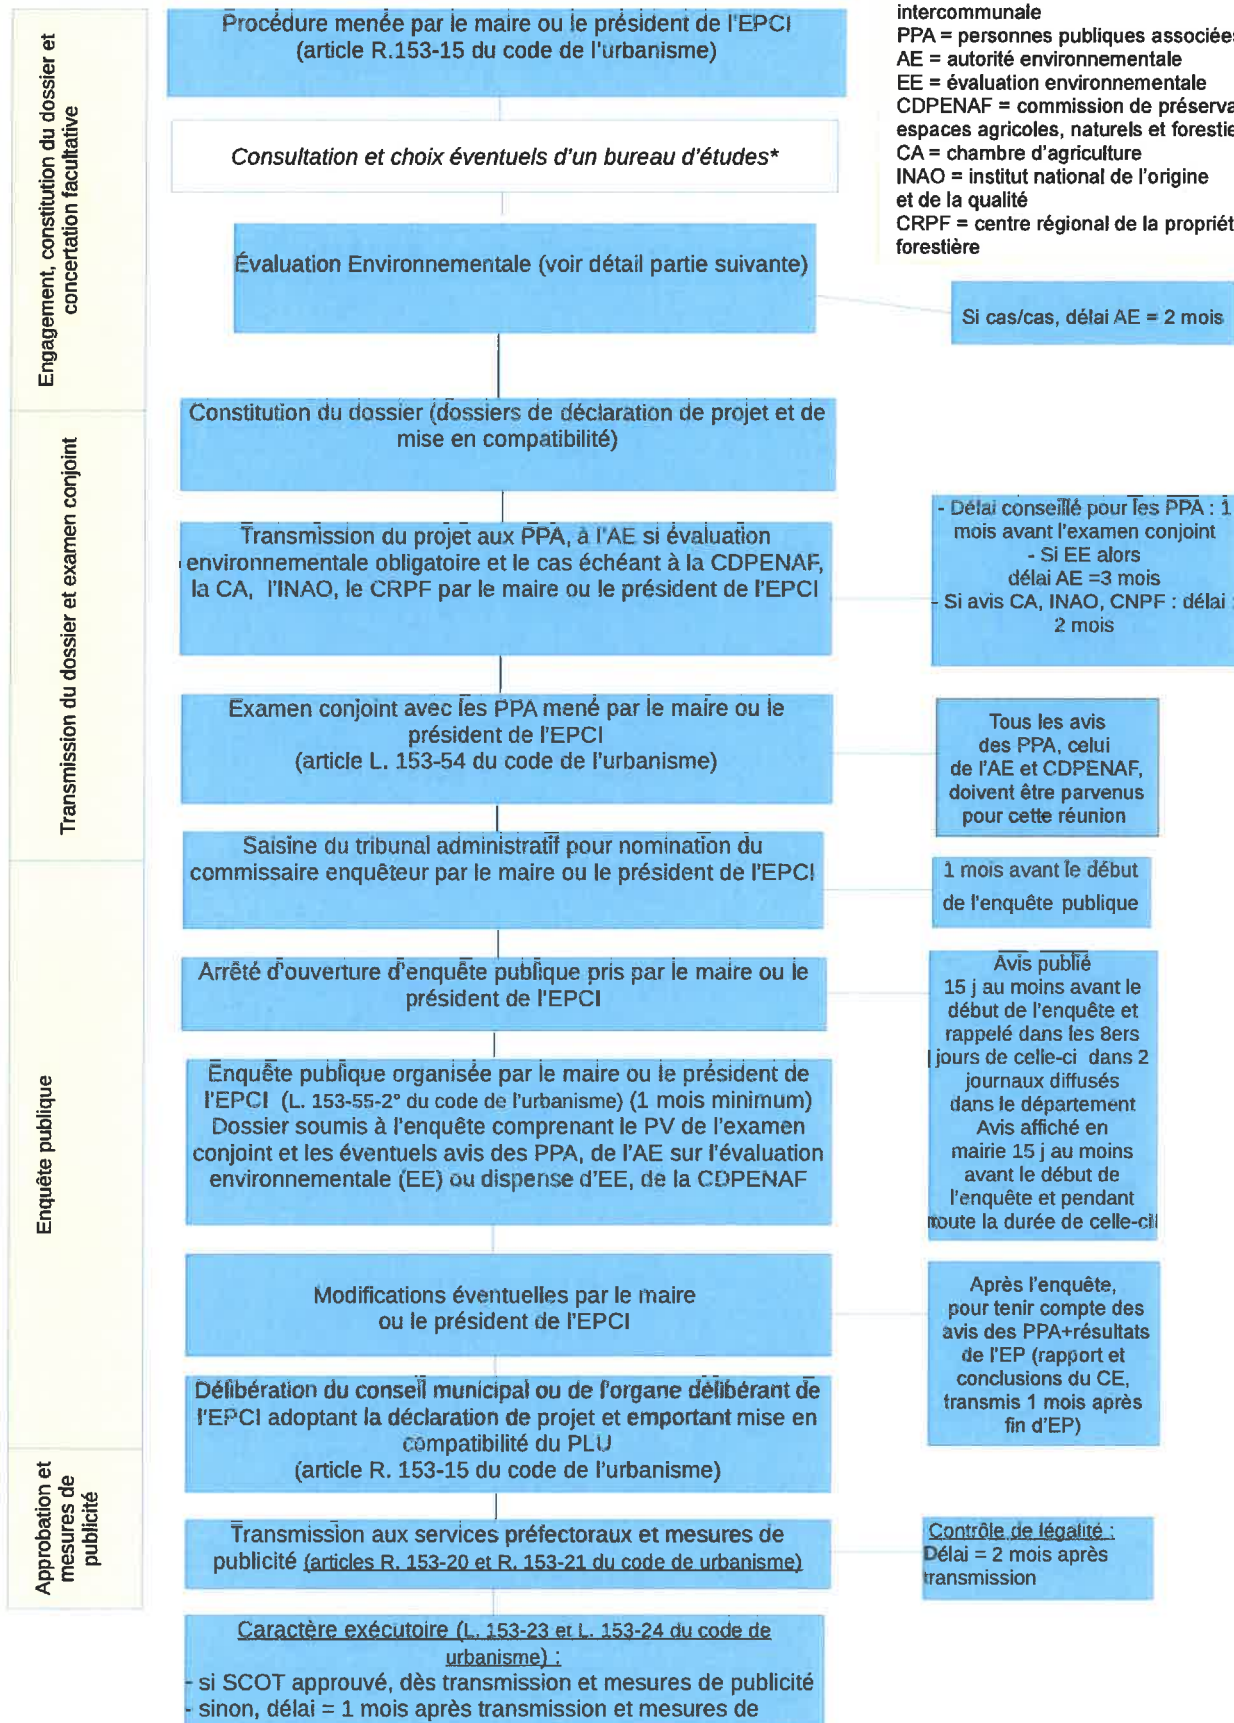 Engagement, constitution du dossier et
concertation facultative
Procédure menée par le maire ou le président de l'EPCI
(article R.153-15 du code de l'urbanisme)
intercommunale
PPA = personnes publiques associées
AE = autorité environnementale
EE = évaluation environnementale
CDPENAF = commission de préserva
espaces agricoles, naturels et forestie
CA = chambre d'agriculture
INAO = institut national de l'origine
et de la qualité
CRPF = centre régional de la propriét
forestière
Consultation et choix éventuels d'un bureau d'études*
Évaluation Environnementale (voir détail partie suivante)
Si cas/cas, délai AE = 2 mois
Transmission du dossier et examen conjoint
Constitution du dossier (dossiers de déclaration de projet et de
mise en compatibilité)
Transmission du projet aux PPA, à l'AE si évaluation
environnementale obligatoire et le cas échéant à la CDPENAF,
la CA, l'INAO, le CRPF par le maire ou le président de l'EPCI
- Délai conseillé pour les PPA : 1
mois avant l'examen conjoint
- Si EE alors
délai AE =3 mois
- Si avis CA, INAO, CNPF : délai :
2 mois
Examen conjoint avec les PPA mené par le maire ou le
président de l'EPCI
(article L. 153-54 du code de l'urbanisme)
Tous les avis
des PPA, celui
de l'AE et CDPENAF,
doivent être parvenus
pour cette réunion
Enquête publique
Saisine du tribunal administratif pour nomination du
commissaire enquêteur par le maire ou le président de l'EPCI
1 mois avant le début
de l'enquête publique
Arrêté d'ouverture d'enquête publique pris par le maire ou le
président de l'EPCI
Avis publié
15 j au moins avant le
début de l'enquête et
rappelé dans les 8ers
jours de celle-ci dans 2
journaux diffusés
dans le département
Avis affiché en
mairie 15 j au moins
avant le début de
l'enquête et pendant
toute la durée de celle-ci
Enquête publique organisée par le maire ou le président de
l'EPCI (L. 153-55-2° du code de l'urbanisme) (1 mois minimum)
Dossier soumis à l'enquête comprenant le PV de l'examen
conjoint et les éventuels avis des PPA, de l'AE sur l'évaluation
environnementale (EE) ou dispense d'EE, de la CDPENAF
Modifications éventuelles par le maire
ou le président de l'EPCI
Après l'enquête,
pour tenir compte des
avis des PPA+résultats
de l'EP (rapport et
conclusions du CE,
transmis 1 mois après
fin d'EP)
Délibération du conseil municipal ou de l'organe délibérant de
l'EPCI adoptant la déclaration de projet et emportant mise en
compatibilité du PLU
(article R. 153-15 du code de l'urbanisme)
Approbation et
mesures de
publicité
Transmission aux services préfectoraux et mesures de
publicité (articles R. 153-20 et R. 153-21 du code de urbanisme)
Contrôle de légalité :
Délai = 2 mois après
transmission
Caractère exécutoire (L. 153-23 et L. 153-24 du code de
urbanisme) :
- si SCOT approuvé, dès transmission et mesures de publicité
- sinon, délai = 1 mois après transmission et mesures de